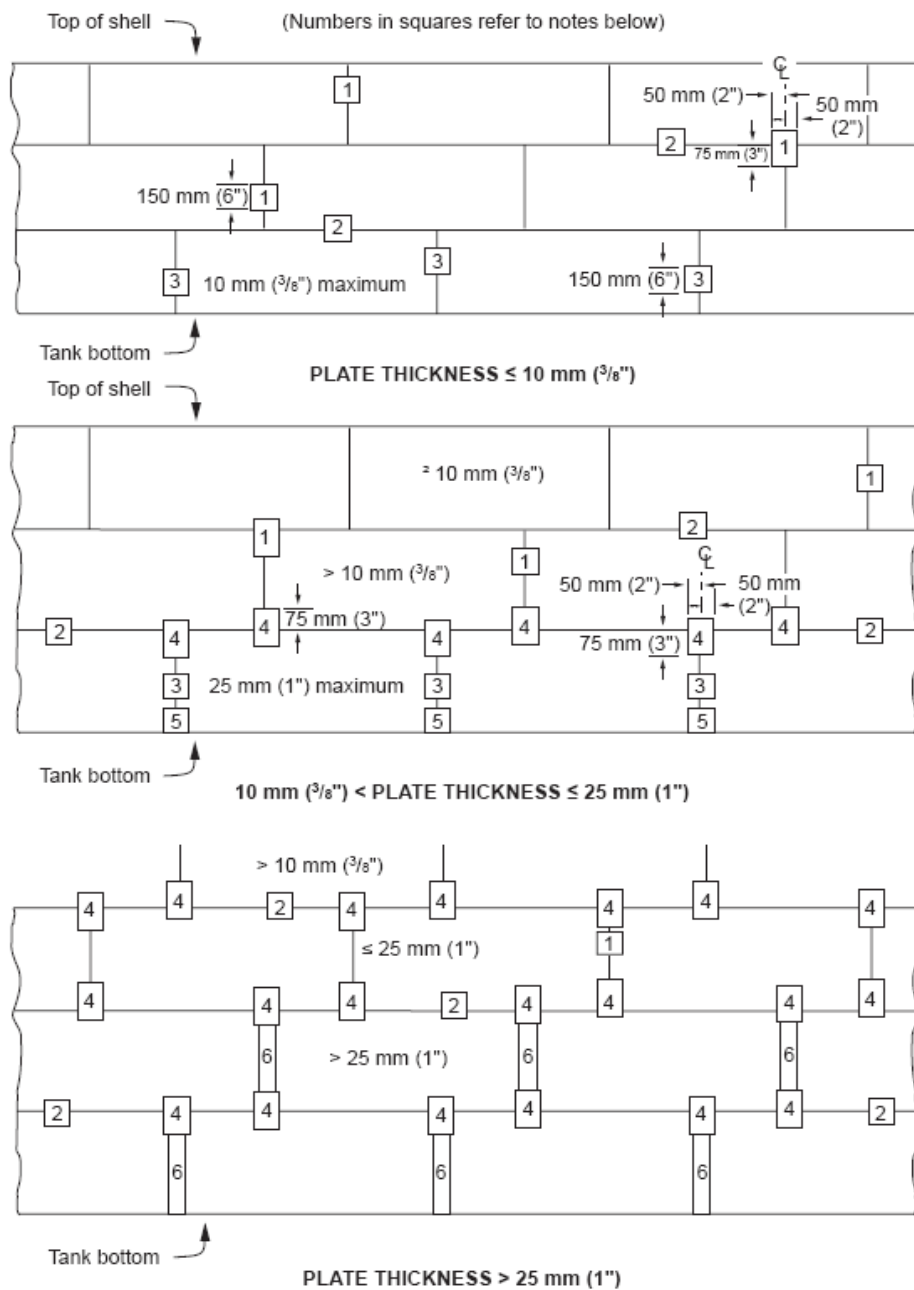 Top of shell
(Numbers in squares refer to notes below)
℄
50 mm (2")
50 mm
(2")
1
2
75 mm (3")
1
150 mm (6")
1
2
3
3
10 mm (3/8") maximum
150 mm (6")
3
Tank bottom
PLATE THICKNESS ≤ 10 mm (3/8")
Top of shell
² 10 mm (3/8")
1
1
2
> 10 mm (3/8")
1
℄
50 mm (2")
50 mm
(2")
75 mm (3")
2
4
4
4
4
75 mm (3")
4
4
2
3
25 mm (1") maximum
3
3
5
5
5
Tank bottom
10 mm (3/8") < PLATE THICKNESS ≤ 25 mm (1")
> 10 mm (3/8")
4
4
2
4
4
4
4
4
≤ 25 mm (1")
1
4
4
4
2
4
4
4
4
6
> 25 mm (1")
6
6
2
4
4
4
4
4
4
2
6
6
6
Tank bottom
PLATE THICKNESS > 25 mm (1")